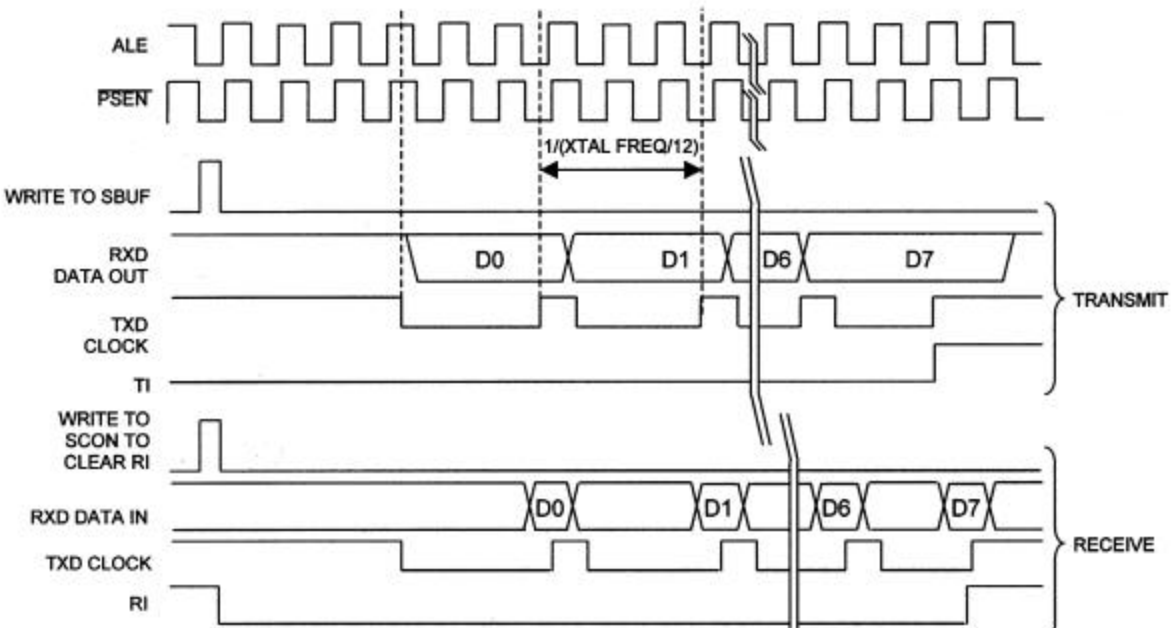 ALE
PSEN
1/(XTAL FREQ/12)
WRITE TO SBUF
RXD
DATA OUT
D0
D1
D6
D7
TRANSMIT
TXD
CLOCK
TI
WRITE TO
SCON TO
CLEAR RI
RXD DATA IN
D0
D1
D6
D7
TXD CLOCK
RECEIVE
RI